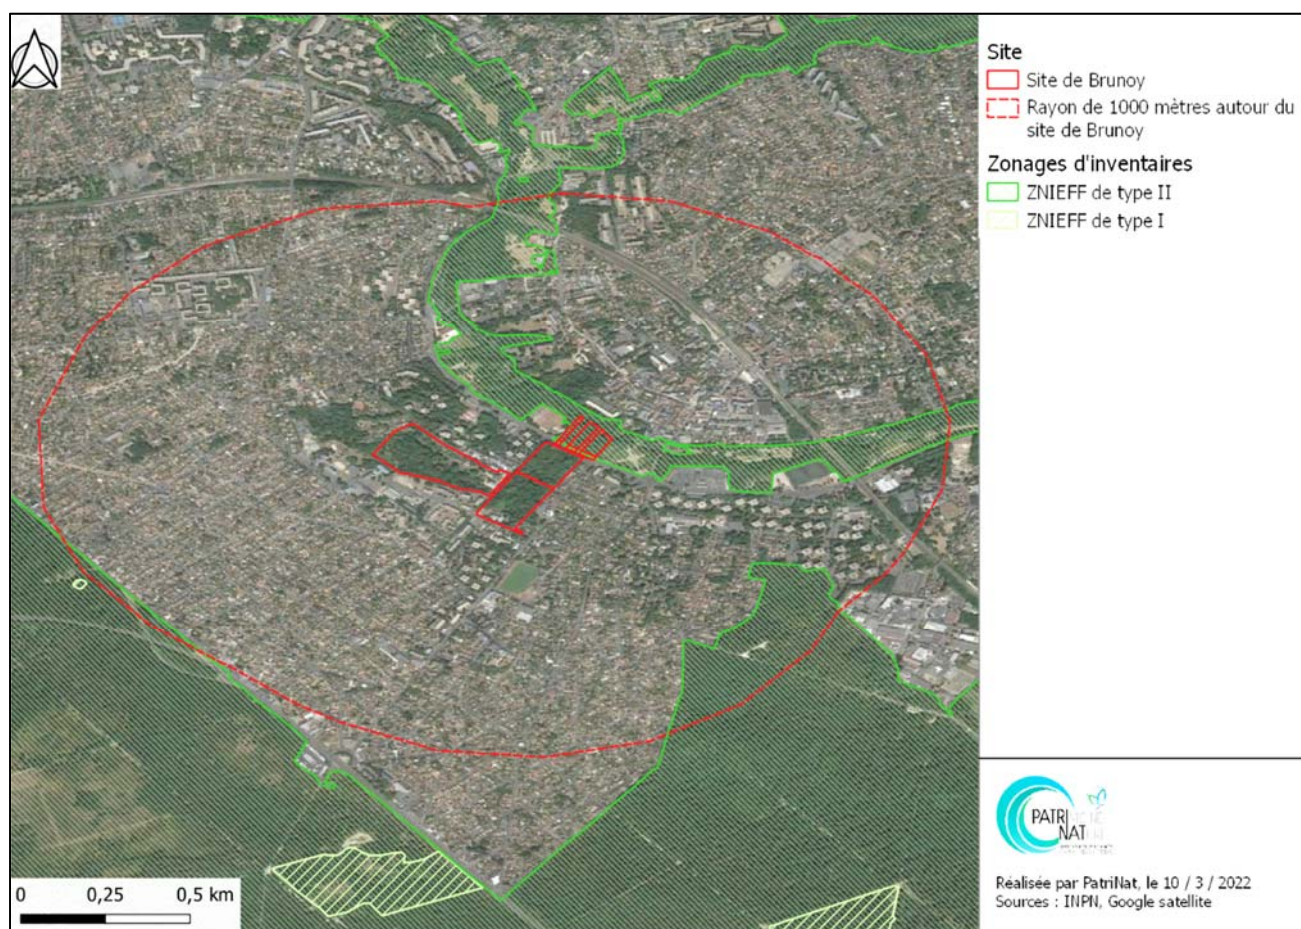 Site
Site de Brunoy
Rayon de 1000 mètres autour du
site de Brunoy
Zonages d'inventaires
ZNIEFF de type II
ZNIEFF de type I
PATRI
NAT
Réalisée par PatriNat, le 10 / 3 / 2022
Sources : INPN, Google satellite
0 0,25 0,5 km